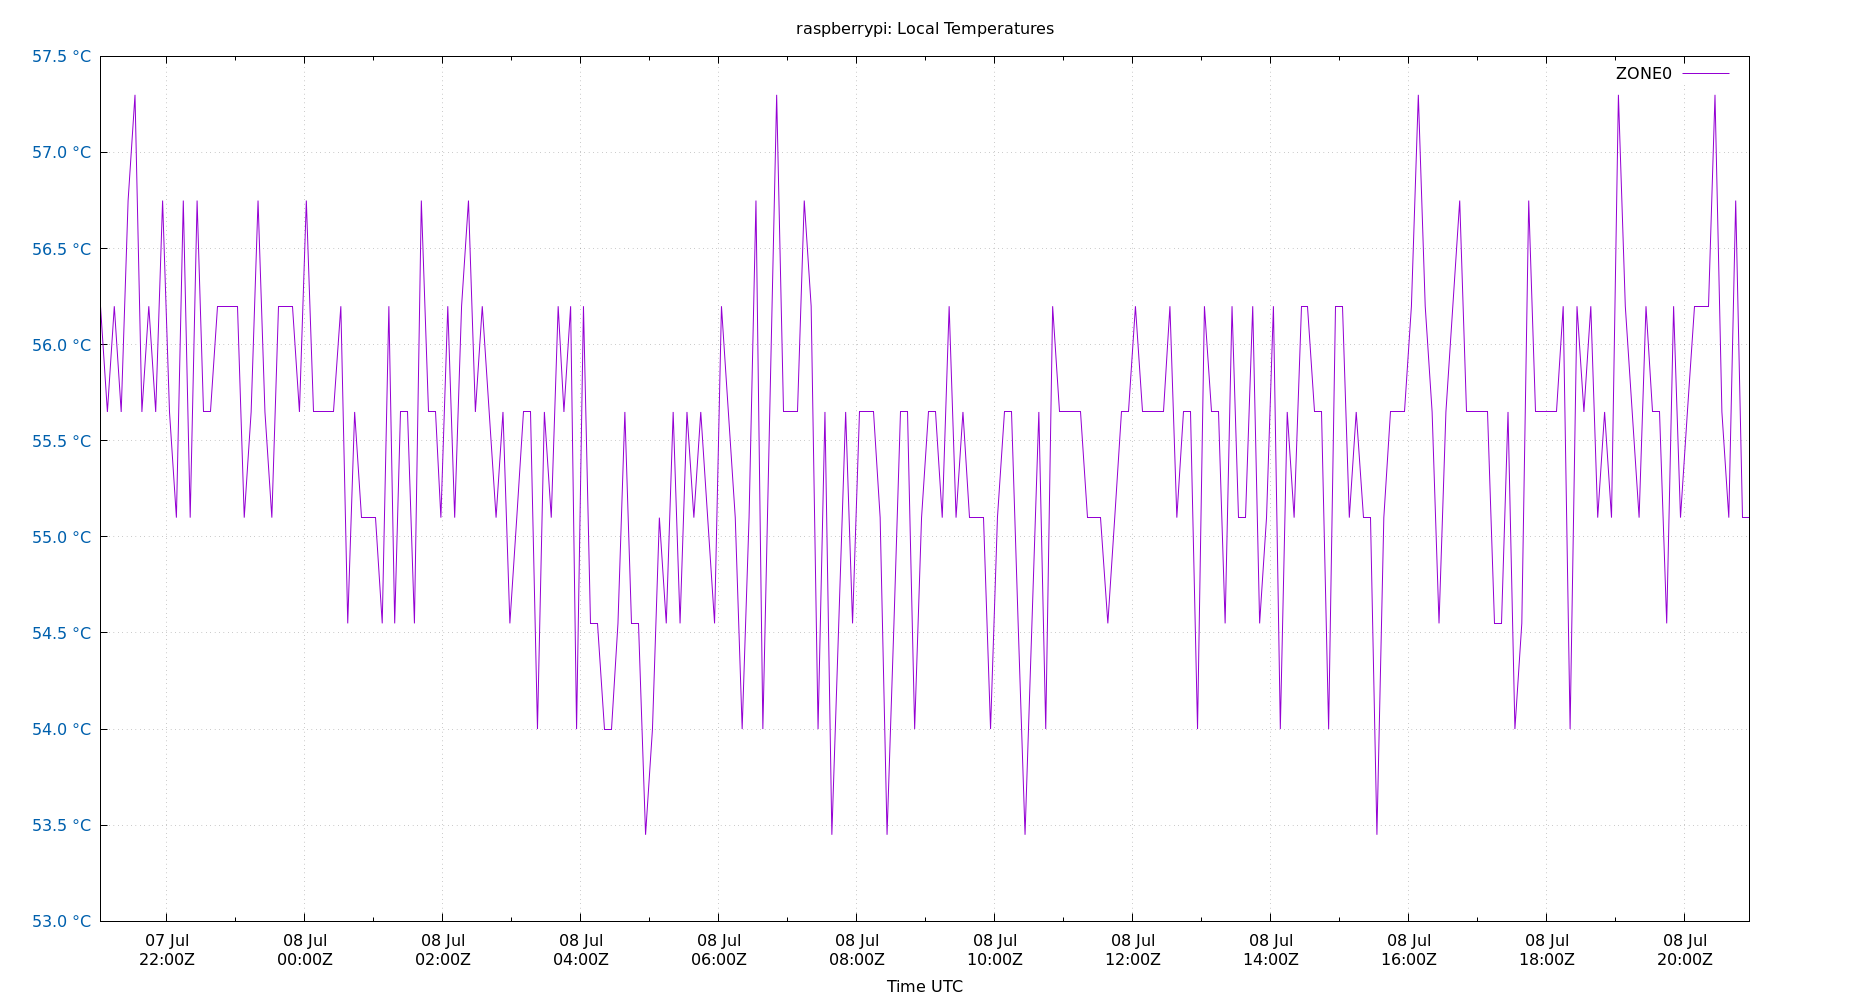 raspberrypi: Local Temperatures
57.5 °C
ZONE0
57.0 °C
56.5 °C
56.0 °C
55.5 °C
55.0 °C
54.5 °C
54.0 °C
53.5 °C
53.0 °C
07 Jul 08 Jul 08 Jul 08 Jul 08 Jul 08 Jul 08 Jul 08 Jul 08 Jul 08 Jul 08 Jul 08 Jul
22:00Z 00:00Z 02:00Z 04:00Z 06:00Z 08:00Z 10:00Z 12:00Z 14:00Z 16:00Z 18:00Z 20:00Z
Time UTC